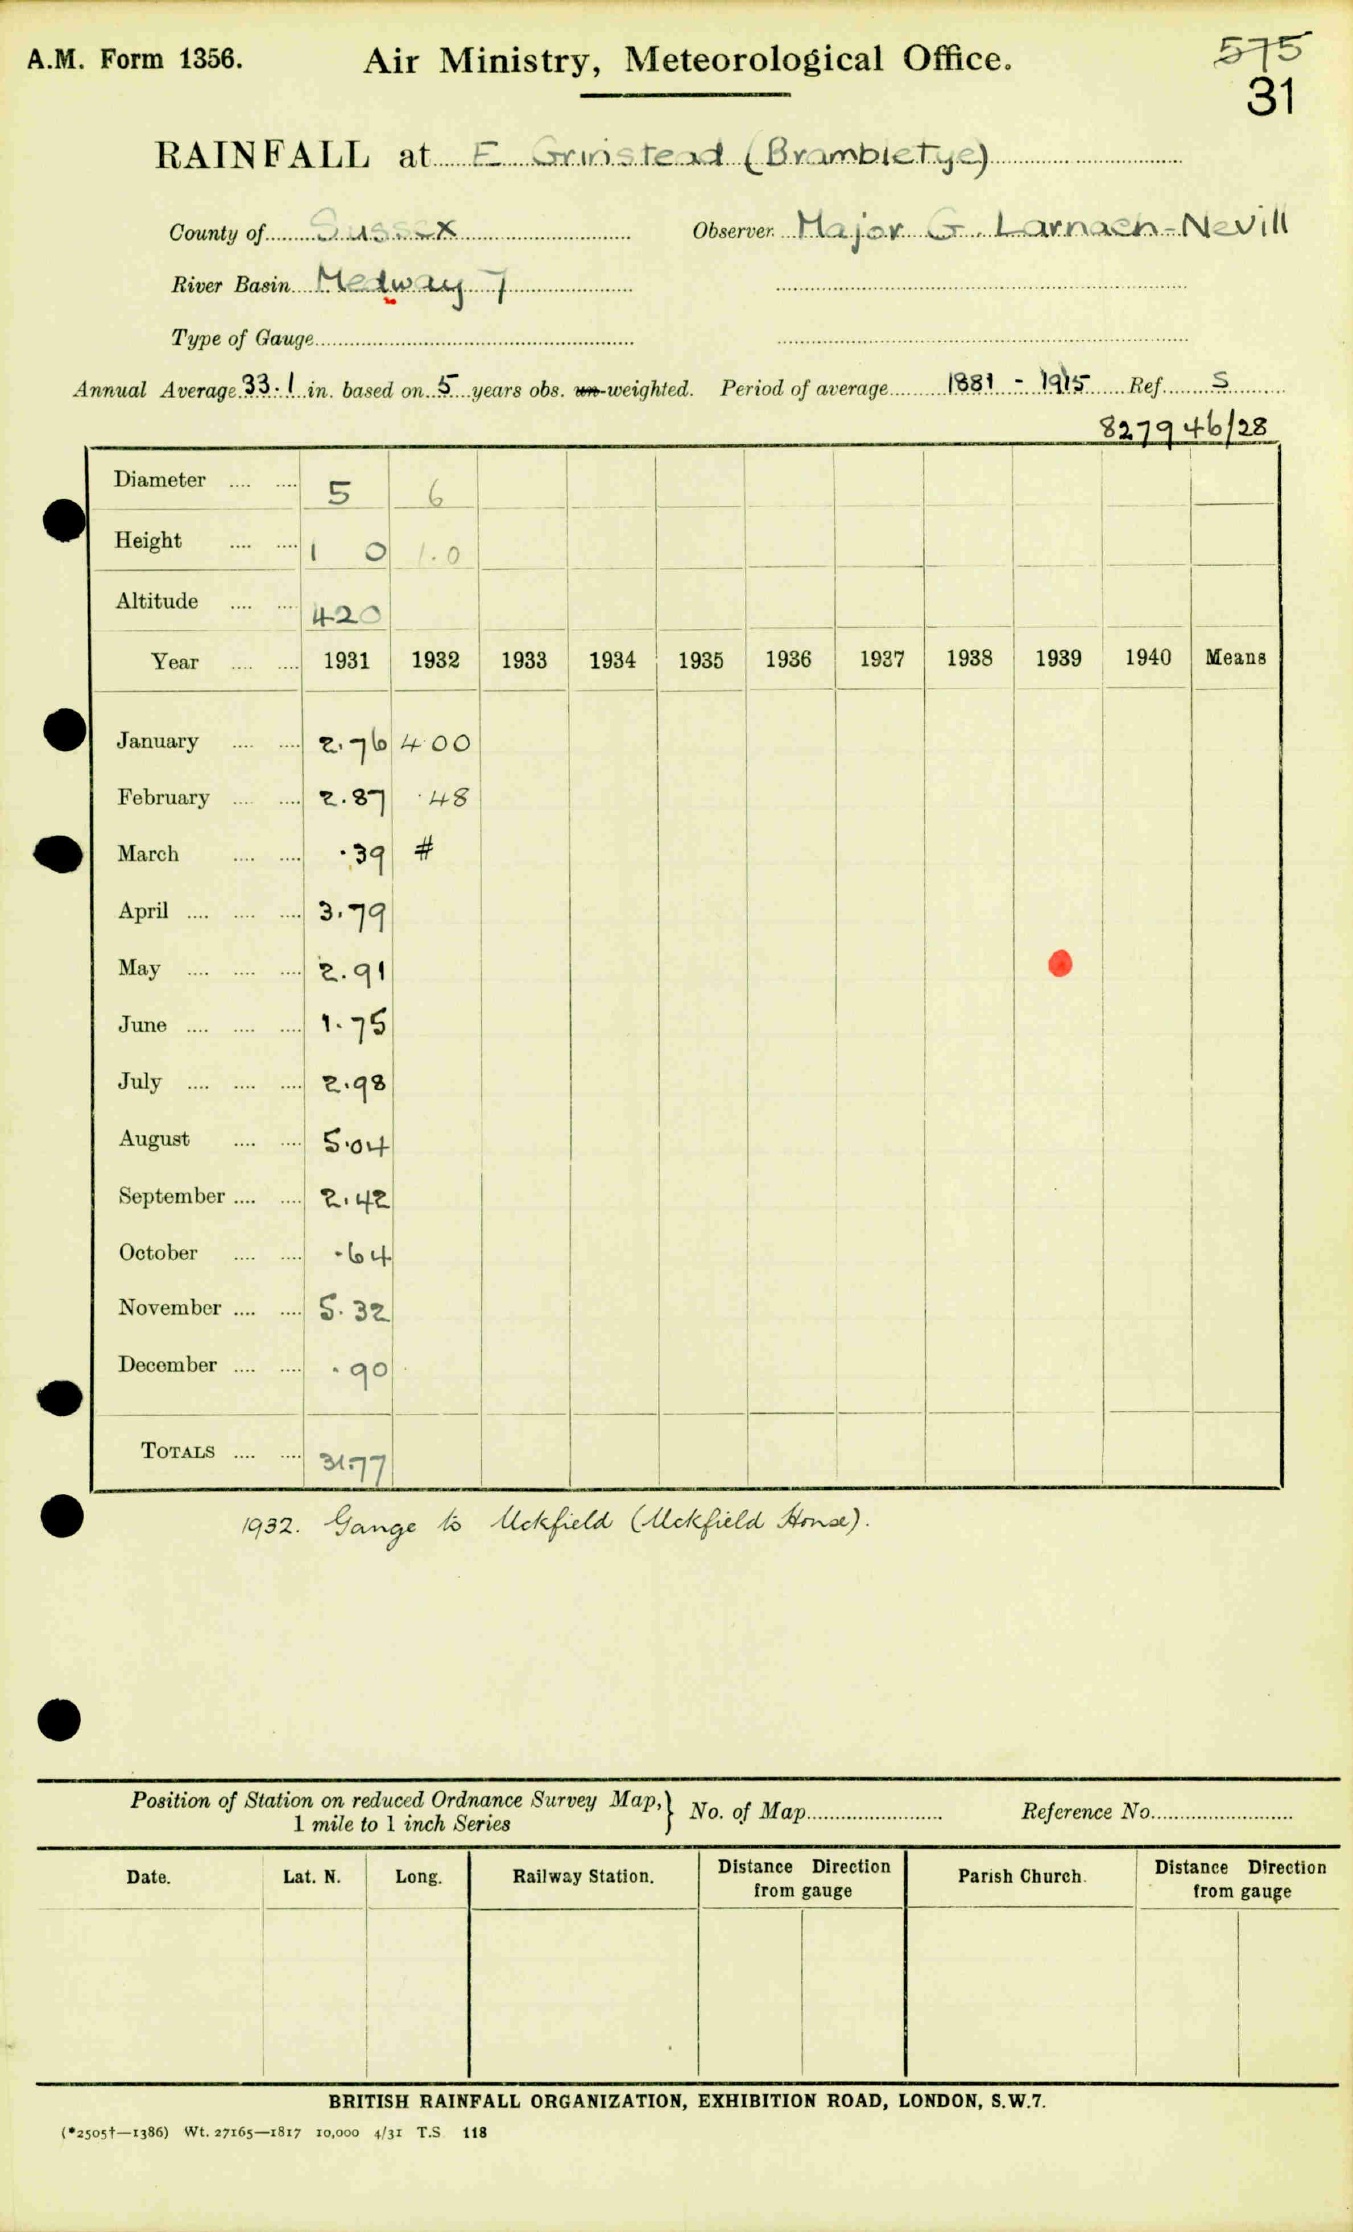 A.M. Form 1356. Air Ministry, Meteorological Office. 575
31
RAINFALL at E Grinstead (Brambletye)
County of Sussex Observer Major G. Larnach-Nevill
River Basin Medway 7
Type of Gauge
Annual Average 33.1 in. based on 5 years obs. un-weighted. Period of average 1881 - 1915 Ref. S
827946/28
Diameter .... .... 5 6
Height .... .... 1 0 1.0
Altitude .... .... 420
Year .... .... 1931 1932 1933 1934 1935 1936 1937 1938 1939 1940 Means
January .... .... 2.76 4 00
February .... .... 2.87 .48
March .... .... .39 #
April .... .... .... 3.79
May .... .... .... 2.91
June .... .... .... 1.75
July .... .... .... 2.98
August .... .... 5.04
September .... .... 2.42
October .... .... .64
November .... .... 5.32
December .... .... .90
TOTALS .... .... 31.77
1932. Gauge to Uckfield (Uckfield House).
Position of Station on reduced Ordnance Survey Map, 1 mile to 1 inch Series } No. of Map Reference No.
Date. Lat. N. Long. Railway Station. Distance Direction from gauge Parish Church. Distance Direction from gauge
BRITISH RAINFALL ORGANIZATION, EXHIBITION ROAD, LONDON, S.W.7.
(*2505†—1386) Wt. 27165—1817 10,000 4/31 T.S. 118